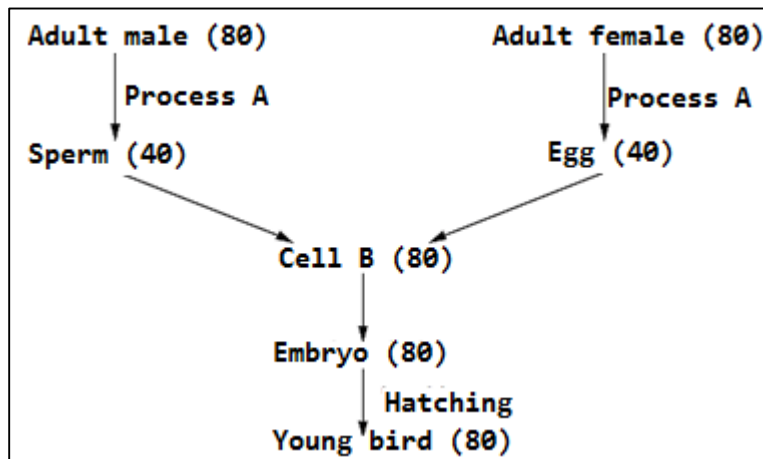 Adult male (80) Adult female (80)
Process A Process A
Sperm (40) Egg (40)
Cell B (80)
Embryo (80)
Hatching
Young bird (80)